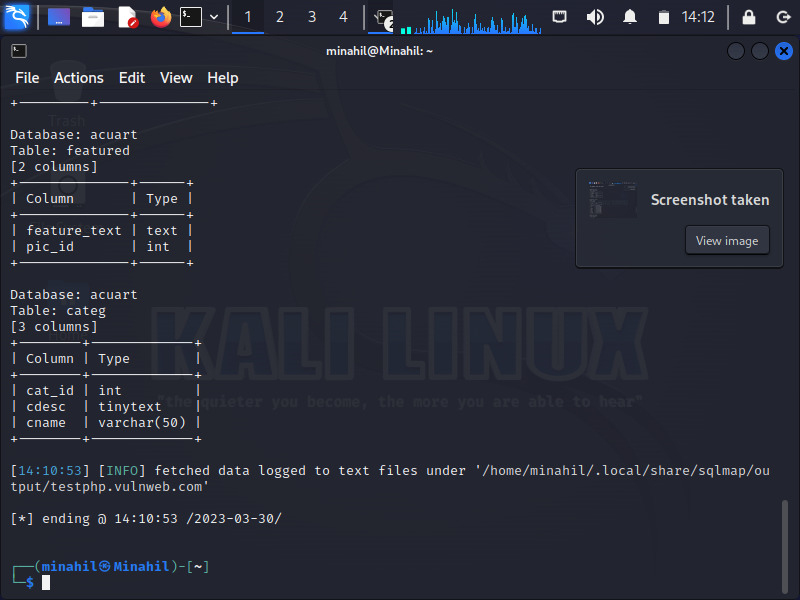 1 2 3 4 2 14:12
minahil@Minahil: ~
File Actions Edit View Help
+---------+--------------+
Trash
Database: acuart
Table: featured
[2 columns]
+--------------+------+
| Column | Type |
+--------------+------+
| feature_text | text |
| pic_id | int |
+--------------+------+
Screenshot taken
View image
Database: acuart
Table: categ
[3 columns]
+--------+-------------+
| Column | Type |
+--------+-------------+
| cat_id | int |
| cdesc | tinytext |
| cname | varchar(50) |
+--------+-------------+
KALI LINUX
"the quieter you become, the more you are able to hear"
[14:10:53] [INFO] fetched data logged to text files under '/home/minahil/.local/share/sqlmap/ou
tput/testphp.vulnweb.com'
[*] ending @ 14:10:53 /2023-03-30/
┌──(minahil㉿Minahil)-[~]
└─$